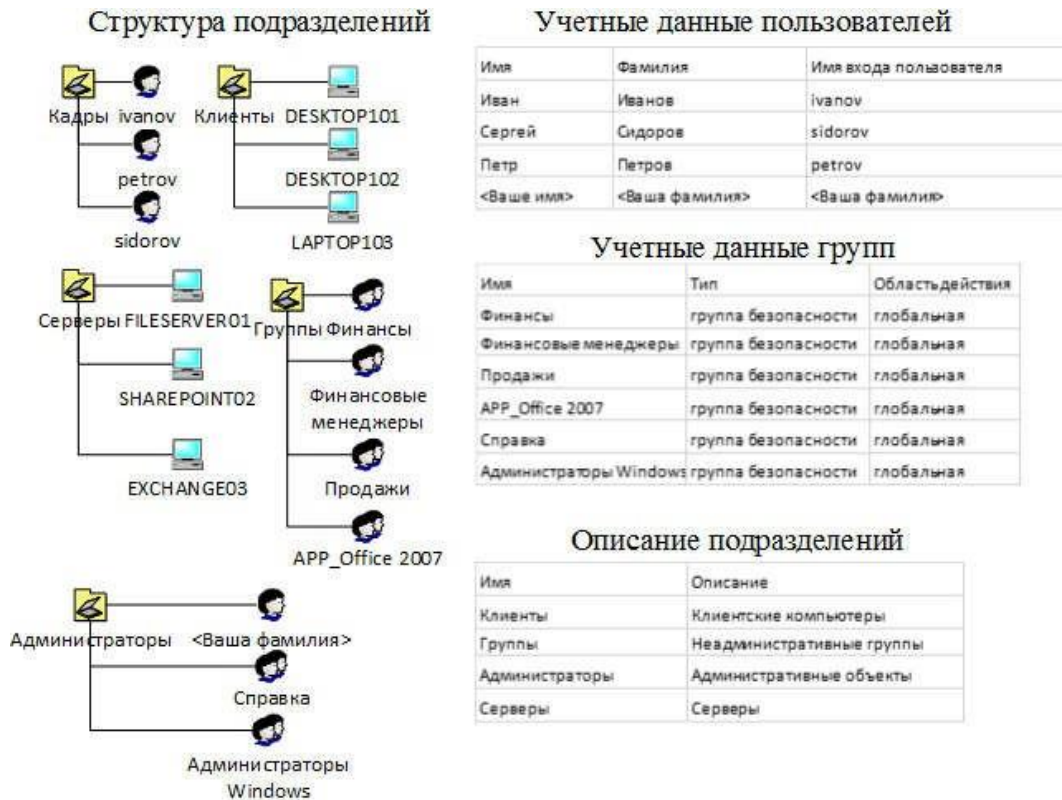 Структура подразделений
Кадры ivanov
petrov
sidorov
Клиенты DESKTOP101
DESKTOP102
LAPTOP103
Серверы FILESERVER01
SHAREPOINT02
EXCHANGE03
Группы Финансы
Финансовые
менеджеры
Продажи
APP_Office 2007
Администраторы <Ваша фамилия>
Справка
Администраторы
Windows
Учетные данные пользователей
Имя Фамилия Имя входа пользователя
Иван Иванов ivanov
Сергей Сидоров sidorov
Петр Петров petrov
<Ваше имя> <Ваша фамилия> <Ваша фамилия>
Учетные данные групп
Имя Тип Область действия
Финансы группа безопасности глобальная
Финансовые менеджеры группа безопасности глобальная
Продажи группа безопасности глобальная
APP_Office 2007 группа безопасности глобальная
Справка группа безопасности глобальная
Администраторы Windows группа безопасности глобальная
Описание подразделений
Имя Описание
Клиенты Клиентские компьютеры
Группы Неадминистративные группы
Администраторы Административные объекты
Серверы Серверы